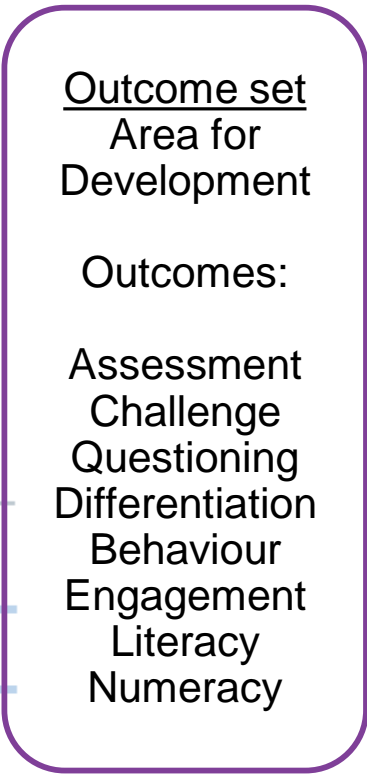 Outcome set
Area for
Development
Outcomes:
Assessment
Challenge
Questioning
Differentiation
Behaviour
Engagement
Literacy
Numeracy